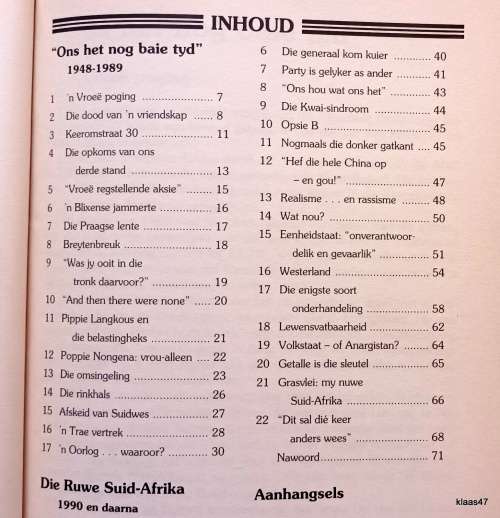 INHOUD
"Ons het nog baie tyd"
1948-1989
1 'n Vroeë poging ........................ 7
2 Die dood van 'n vriendskap ...... 8
3 Keeromstraat 30 ..................... 11
4 Die opkoms van ons
derde stand ........................ 13
5 "Vroeë regstellende aksie" ........ 15
6 'n Blixense jammerte ................ 16
7 Die Praagse lente .................... 17
8 Breytenbreuk .......................... 18
9 "Was jy ooit in die
tronk daarvoor?" .................. 19
10 "And then there were none" ..... 20
11 Pippie Langkous en
die belastingheks .................. 21
12 Poppie Nongena: vrou-alleen .... 22
13 Die omsingeling ...................... 23
14 Die rinkhals ............................ 26
15 Afskeid van Suidwes ................ 27
16 'n Trae vertrek ........................ 28
17 'n Oorlog . . . waaroor? ........... 30
Die Ruwe Suid-Afrika
1990 en daarna
6 Die generaal kom kuier ............ 40
7 Party is gelyker as ander .......... 41
8 "Ons hou wat ons het" ............. 43
9 Die Kwai-sindroom .................. 44
10 Opsie B ................................. 45
11 Nogmaals die donker gatkant .... 45
12 "Hef die hele China op
– en gou!" .......................... 47
13 Realisme . . . en rassisme ......... 48
14 Wat nou? ............................... 50
15 Eenheidstaat: "onverantwoor-
delik en gevaarlik" ................ 51
16 Westerland ............................. 54
17 Die enigste soort
onderhandeling .................... 58
18 Lewensvatbaarheid .................. 62
19 Volkstaat – of Anargistan? ........ 64
20 Getalle is die sleutel ................. 65
21 Grasvlei: my nuwe
Suid-Afrika ......................... 66
22 "Dit sal dié keer
anders wees" ....................... 68
Nawoord ........................... 71
Aanhangsels
klaas47